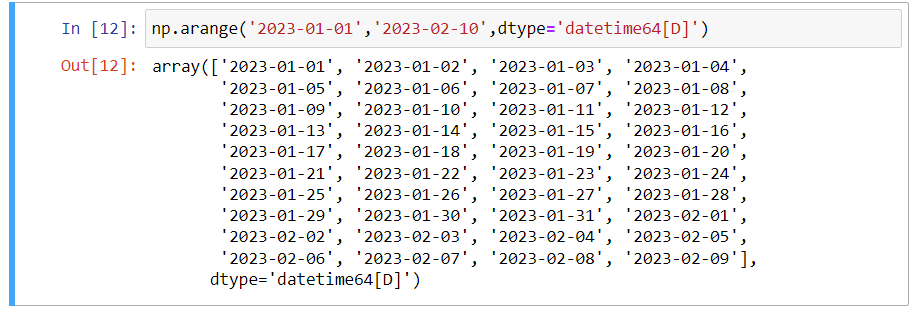 In [12]: np.arange('2023-01-01','2023-02-10',dtype='datetime64[D]')
Out[12]: array(['2023-01-01', '2023-01-02', '2023-01-03', '2023-01-04',
'2023-01-05', '2023-01-06', '2023-01-07', '2023-01-08',
'2023-01-09', '2023-01-10', '2023-01-11', '2023-01-12',
'2023-01-13', '2023-01-14', '2023-01-15', '2023-01-16',
'2023-01-17', '2023-01-18', '2023-01-19', '2023-01-20',
'2023-01-21', '2023-01-22', '2023-01-23', '2023-01-24',
'2023-01-25', '2023-01-26', '2023-01-27', '2023-01-28',
'2023-01-29', '2023-01-30', '2023-01-31', '2023-02-01',
'2023-02-02', '2023-02-03', '2023-02-04', '2023-02-05',
'2023-02-06', '2023-02-07', '2023-02-08', '2023-02-09'],
dtype='datetime64[D]')